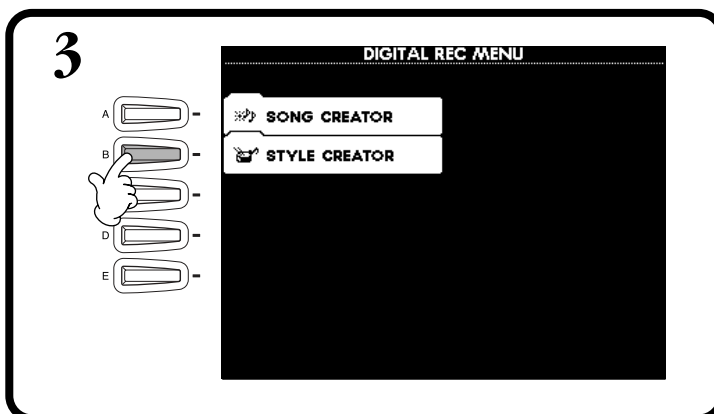 3
DIGITAL REC MENU
A
SONG CREATOR
B
STYLE CREATOR
D
E